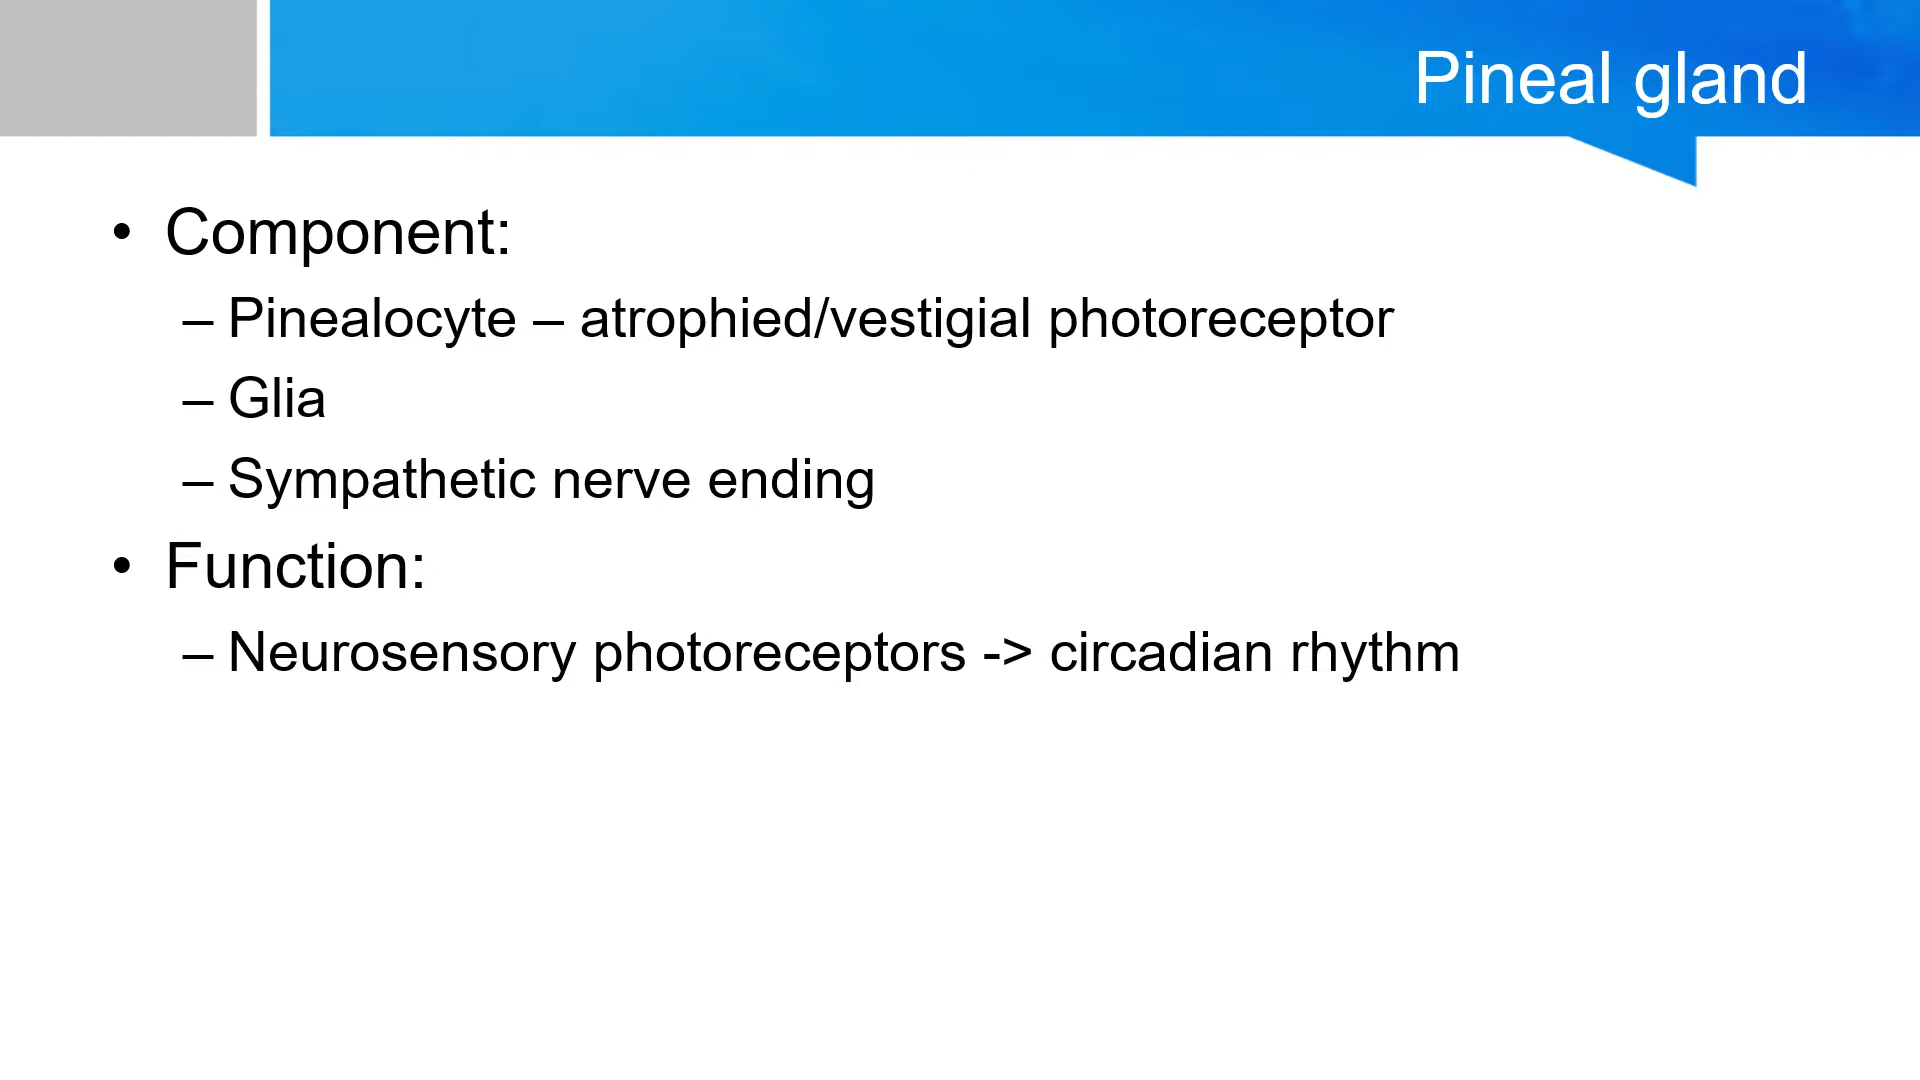 Pineal gland
• Component:
– Pinealocyte – atrophied/vestigial photoreceptor
– Glia
– Sympathetic nerve ending
• Function:
– Neurosensory photoreceptors -> circadian rhythm